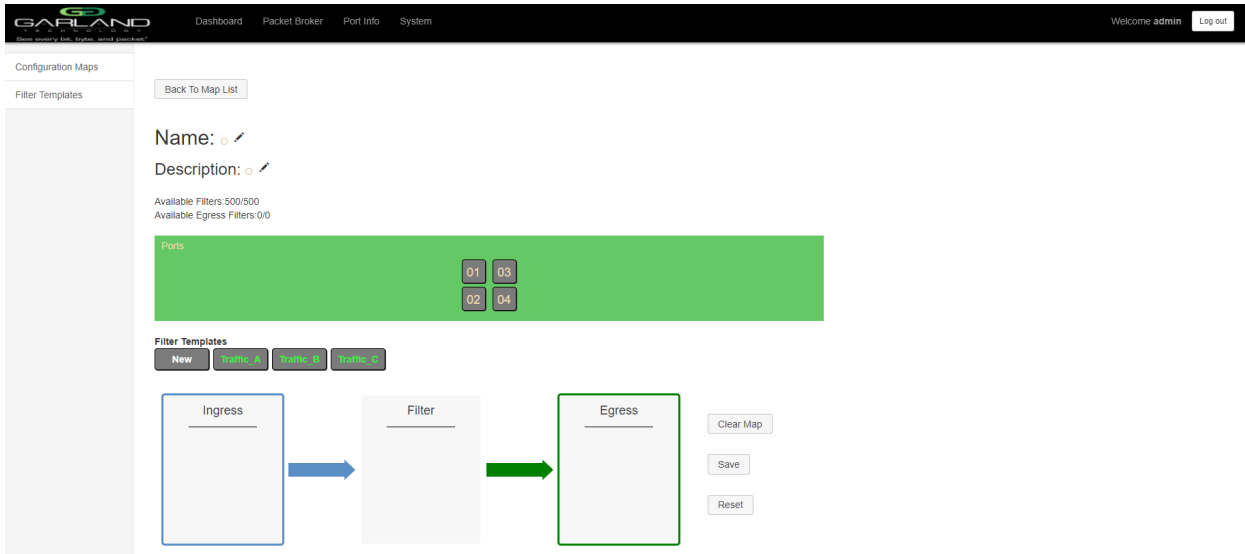 GARLAND
TECHNOLOGY
See every bit, byte, and packet®
Dashboard Packet Broker Port Info System
Welcome admin Log out
Configuration Maps
Filter Templates
Back To Map List
Name:
Description:
Available Filters:500/500
Available Egress Filters:0/0
Ports
01 03
02 04
Filter Templates
New Traffic_A Traffic_B Traffic_C
Ingress Filter Egress
Clear Map
Save
Reset